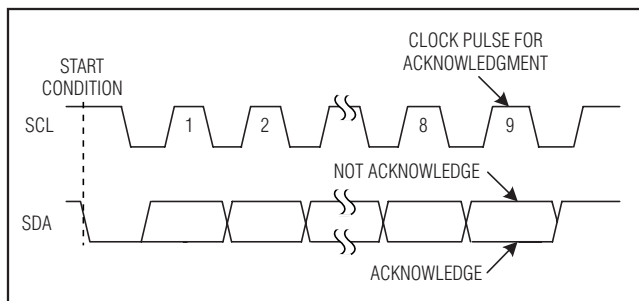 CLOCK PULSE FOR
ACKNOWLEDGMENT
START
CONDITION
SCL
1
2
8
9
NOT ACKNOWLEDGE
SDA
ACKNOWLEDGE